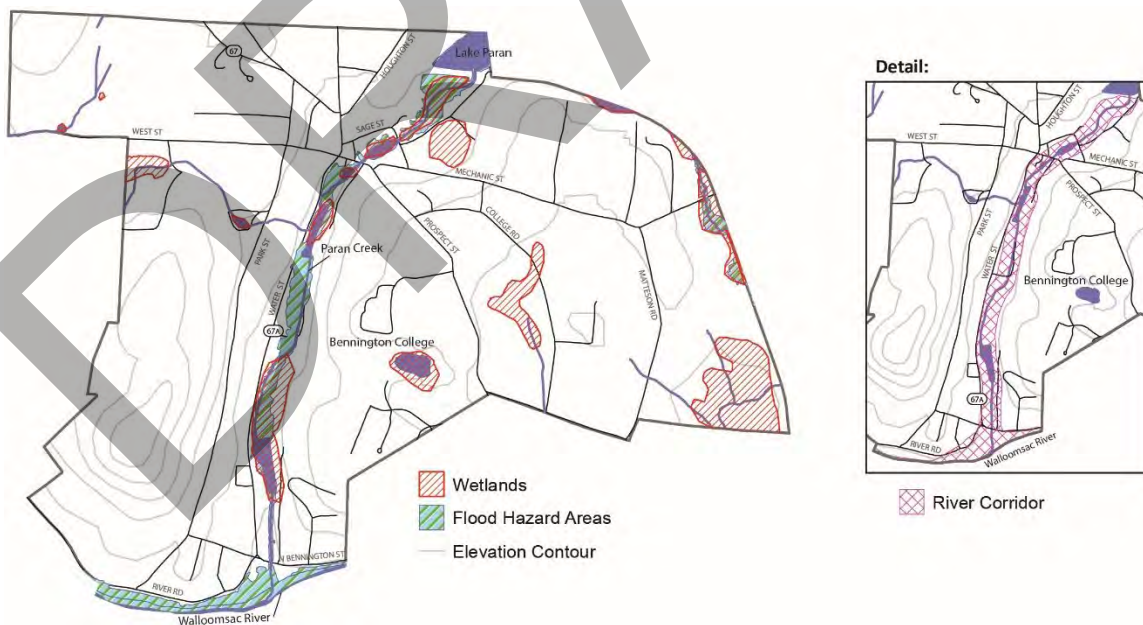 67
HOUGHTON ST
Lake Paran
WEST ST
SAGE ST
MECHANIC ST
PROSPECT ST
COLLEGE RD
PARK ST
Paran Creek
WATER ST
67A
MATTESON RD
Bennington College
N BENNINGTON ST
RIVER RD
Walloomsac River
Wetlands
Flood Hazard Areas
Elevation Contour
Detail:
HOUGHTON ST
WEST ST
MECHANIC ST
PROSPECT ST
PARK ST
WATER ST
Bennington College
67A
RIVER RD
Walloomsac River
River Corridor